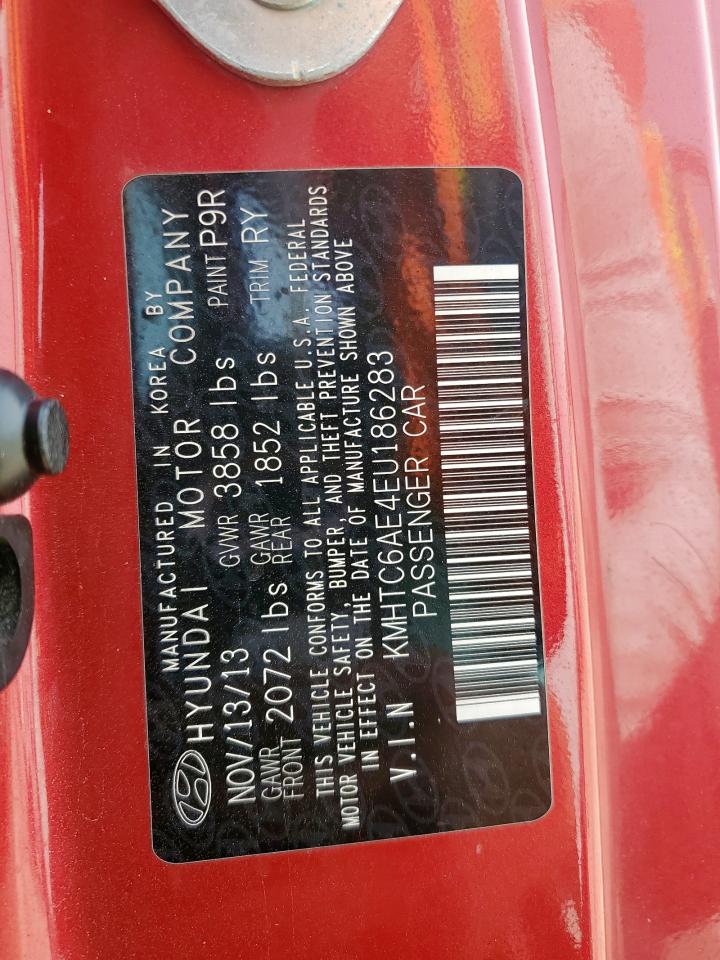 MANUFACTURED IN KOREA BY
HYUNDAI MOTOR COMPANY
NOV/13/13 GVWR 3858 lbs PAINT P9R
GAWR FRONT 2072 lbs GAWR REAR 1852 lbs TRIM RY
THIS VEHICLE CONFORMS TO ALL APPLICABLE U.S.A. FEDERAL
MOTOR VEHICLE SAFETY, BUMPER, AND THEFT PREVENTION STANDARDS
IN EFFECT ON THE DATE OF MANUFACTURE SHOWN ABOVE
V.I.N KMHTC6AE4EU186283
PASSENGER CAR